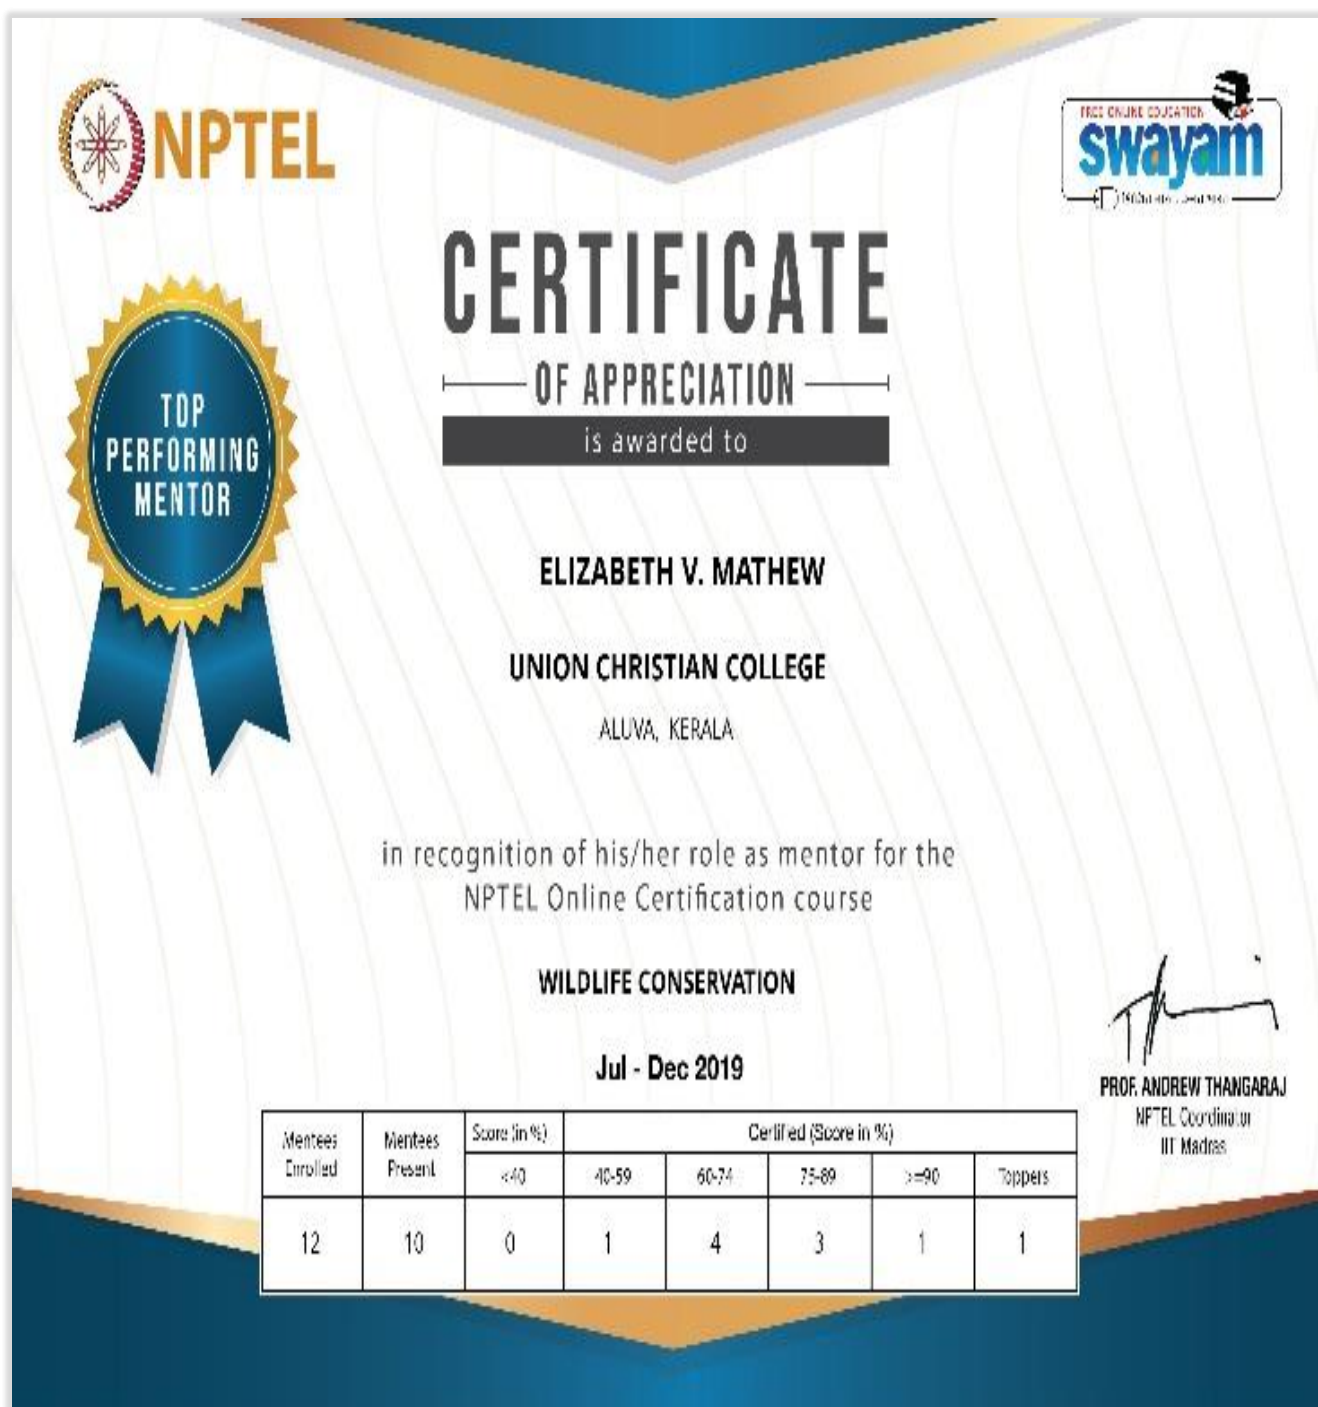 NPTEL
FREE ONLINE EDUCATION
swayam
CERTIFICATE
OF APPRECIATION
is awarded to
TOP
PERFORMING
MENTOR
ELIZABETH V. MATHEW
UNION CHRISTIAN COLLEGE
ALUVA, KERALA
in recognition of his/her role as mentor for the
NPTEL Online Certification course
WILDLIFE CONSERVATION
Jul - Dec 2019
PROF. ANDREW THANGARAJ
NPTEL Coordinator
IIT Madras
Mentees Enrolled Mentees Present Score (in %) Certified (Score in %)
<40 40-59 60-74 75-89 >=90 Toppers
12 10 0 1 4 3 1 1